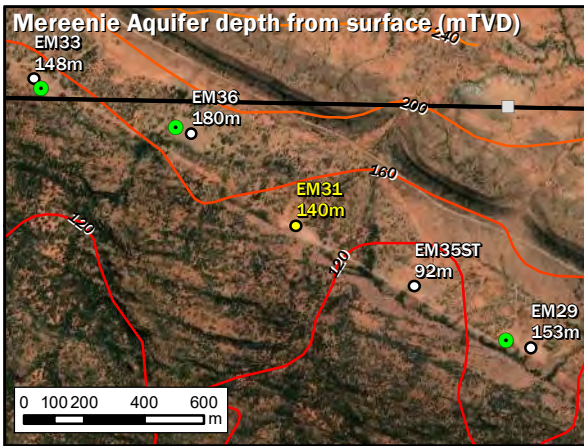 Mereenie Aquifer depth from surface (mTVD)
240
EM33
148m
EM36
180m
200
160
EM31
140m
120
120
EM35ST
92m
EM29
153m
0 100 200 400 600
m